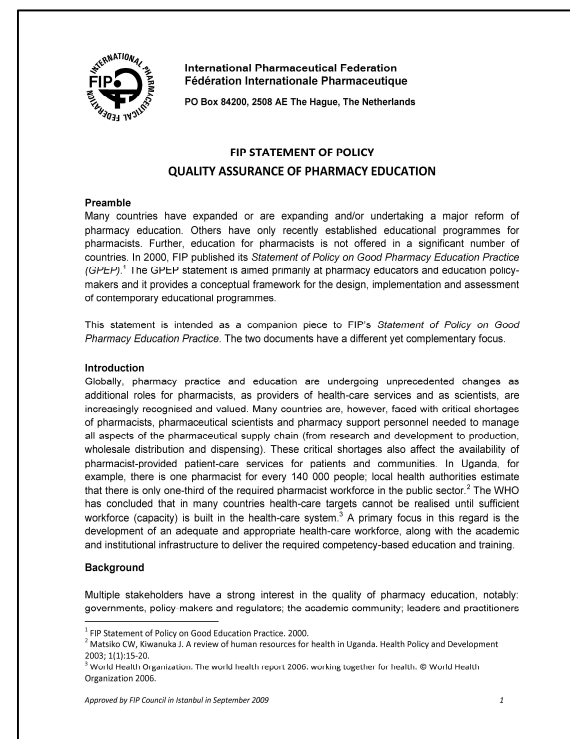 INTERNATIONAL PHARMACEUTICAL FEDERATION
FIP
International Pharmaceutical Federation
Fédération Internationale Pharmaceutique
PO Box 84200, 2508 AE The Hague, The Netherlands
FIP STATEMENT OF POLICY
QUALITY ASSURANCE OF PHARMACY EDUCATION
Preamble
Many countries have expanded or are expanding and/or undertaking a major reform of
pharmacy education. Others have only recently established educational programmes for
pharmacists. Further, education for pharmacists is not offered in a significant number of
countries. In 2000, FIP published its Statement of Policy on Good Pharmacy Education Practice
(GPEP).1 The GPEP statement is aimed primarily at pharmacy educators and education policy-
makers and it provides a conceptual framework for the design, implementation and assessment
of contemporary educational programmes.
This statement is intended as a companion piece to FIP's Statement of Policy on Good
Pharmacy Education Practice. The two documents have a different yet complementary focus.
Introduction
Globally, pharmacy practice and education are undergoing unprecedented changes as
additional roles for pharmacists, as providers of health-care services and as scientists, are
increasingly recognised and valued. Many countries are, however, faced with critical shortages
of pharmacists, pharmaceutical scientists and pharmacy support personnel needed to manage
all aspects of the pharmaceutical supply chain (from research and development to production,
wholesale distribution and dispensing). These critical shortages also affect the availability of
pharmacist-provided patient-care services for patients and communities. In Uganda, for
example, there is one pharmacist for every 140 000 people; local health authorities estimate
that there is only one-third of the required pharmacist workforce in the public sector.2 The WHO
has concluded that in many countries health-care targets cannot be realised until sufficient
workforce (capacity) is built in the health-care system.3 A primary focus in this regard is the
development of an adequate and appropriate health-care workforce, along with the academic
and institutional infrastructure to deliver the required competency-based education and training.
Background
Multiple stakeholders have a strong interest in the quality of pharmacy education, notably:
governments, policy-makers and regulators; the academic community; leaders and practitioners
1 FIP Statement of Policy on Good Education Practice. 2000.
2 Matsiko CW, Kiwanuka J. A review of human resources for health in Uganda. Health Policy and Development
2003; 1(1):15-20.
3 World Health Organization. The world health report 2006. working together for health. © World Health
Organization 2006.
Approved by FIP Council in Istanbul in September 2009 1